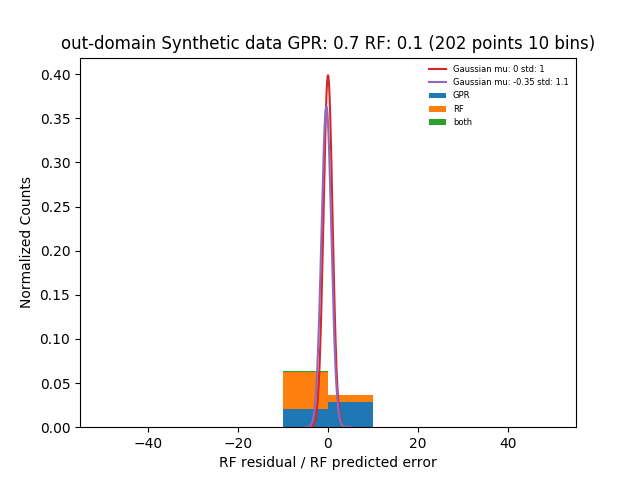 out-domain Synthetic data GPR: 0.7 RF: 0.1 (202 points 10 bins)
Gaussian mu: 0 std: 1
Gaussian mu: -0.35 std: 1.1
GPR
RF
both
Normalized Counts
0.40
0.35
0.30
0.25
0.20
0.15
0.10
0.05
0.00
−40 −20 0 20 40
RF residual / RF predicted error